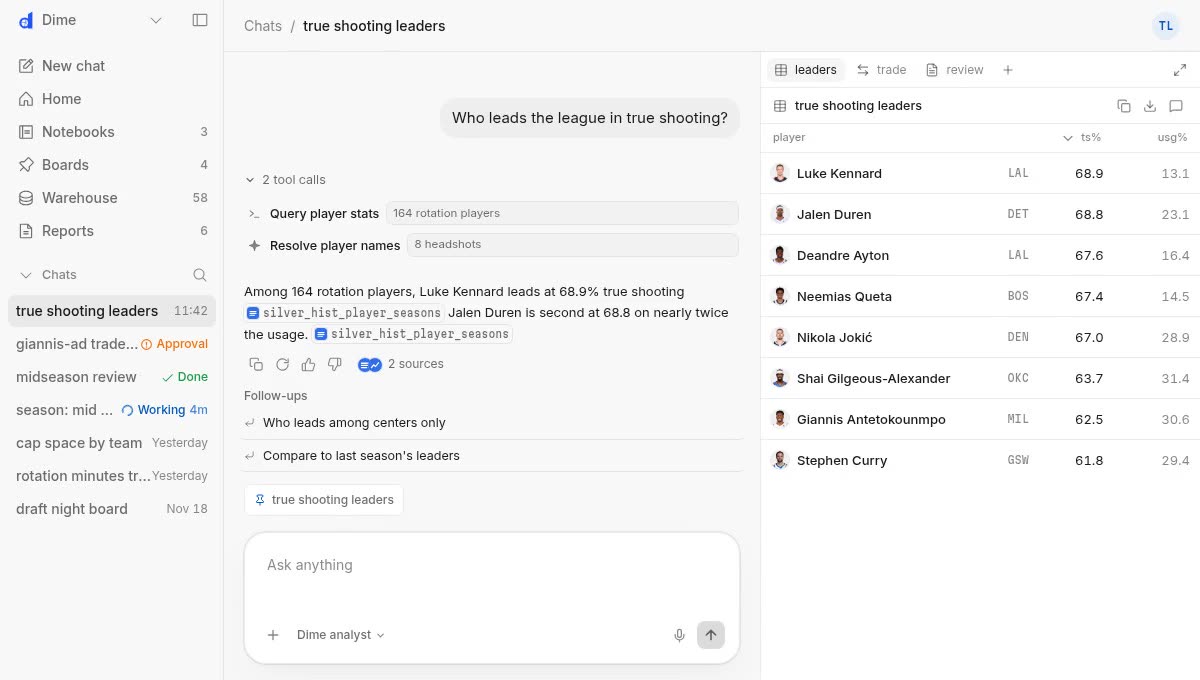 Dime
New chat
Home
Notebooks 3
Boards 4
Warehouse 58
Reports 6
Chats
true shooting leaders 11:42
giannis-ad trade... Approval
midseason review Done
season: mid ... Working 4m
cap space by team Yesterday
rotation minutes tr... Yesterday
draft night board Nov 18
Chats / true shooting leaders
TL
Who leads the league in true shooting?
2 tool calls
Query player stats 164 rotation players
Resolve player names 8 headshots
Among 164 rotation players, Luke Kennard leads at 68.9% true shooting
silver_hist_player_seasons Jalen Duren is second at 68.8 on nearly twice
the usage. silver_hist_player_seasons
2 sources
Follow-ups
Who leads among centers only
Compare to last season's leaders
true shooting leaders
Ask anything
Dime analyst
leaders trade review
true shooting leaders
player ts% usg%
Luke Kennard LAL 68.9 13.1
Jalen Duren DET 68.8 23.1
Deandre Ayton LAL 67.6 16.4
Neemias Queta BOS 67.4 14.5
Nikola Jokić DEN 67.0 28.9
Shai Gilgeous-Alexander OKC 63.7 31.4
Giannis Antetokounmpo MIL 62.5 30.6
Stephen Curry GSW 61.8 29.4